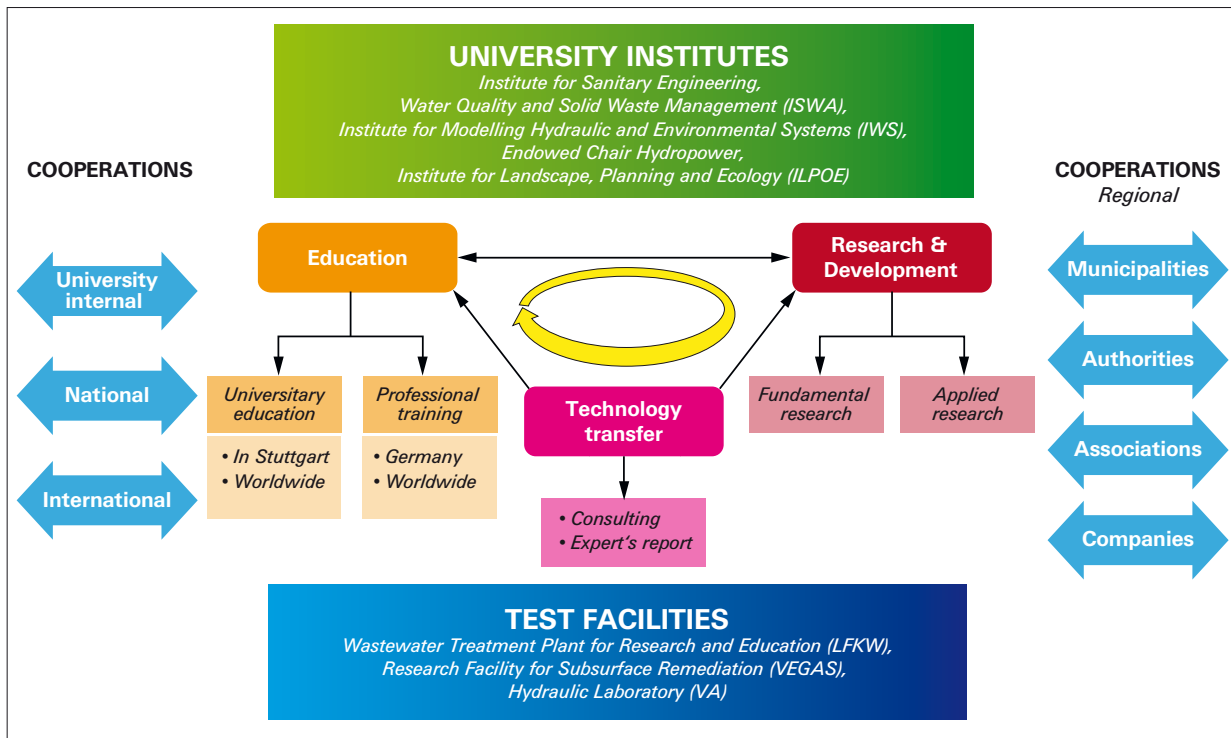 UNIVERSITY INSTITUTES
Institute for Sanitary Engineering,
Water Quality and Solid Waste Management (ISWA),
Institute for Modelling Hydraulic and Environmental Systems (IWS),
Endowed Chair Hydropower,
Institute for Landscape, Planning and Ecology (ILPOE)
COOPERATIONS
University
internal
National
International
Education
Universitary
education
• In Stuttgart
• Worldwide
Professional
training
• Germany
• Worldwide
Technology
transfer
• Consulting
• Expert‘s report
Research &
Development
Fundamental
research
Applied
research
COOPERATIONS
Regional
Municipalities
Authorities
Associations
Companies
TEST FACILITIES
Wastewater Treatment Plant for Research and Education (LFKW),
Research Facility for Subsurface Remediation (VEGAS),
Hydraulic Laboratory (VA)